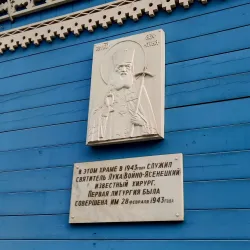 В ЭТОМ ХРАМЕ В 1943 году СЛУЖИЛ
СВЯТИТЕЛЬ ЛУКА ВОЙНО-ЯСЕНЕЦКИЙ
ИЗВЕСТНЫЙ ХИРУРГ.
ПЕРВАЯ ЛИТУРГИЯ БЫЛА
СОВЕРШЕНА ИМ 28 ФЕВРАЛЯ 1943 года